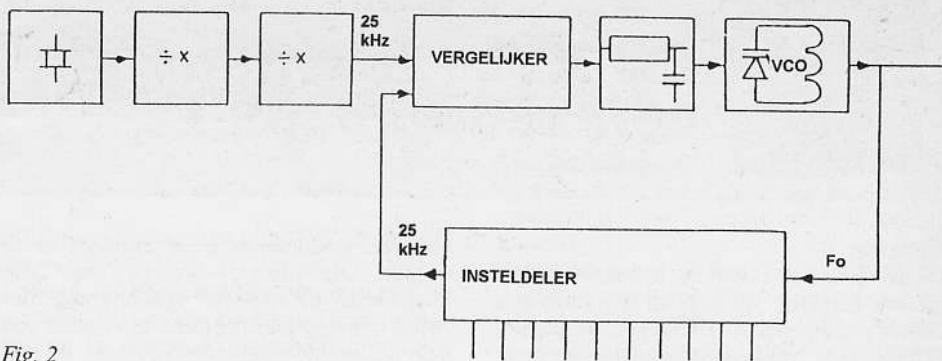 25
kHz
÷ x
÷ x
VERGELIJKER
VCO
25
kHz
INSTELDELER
Fo
Fig. 2